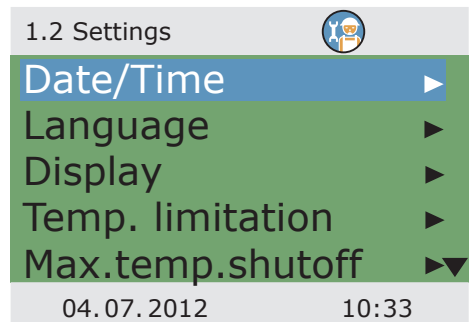 1.2 Settings
Date/Time
Language
Display
Temp. limitation
Max.temp.shutoff
04.07.2012 10:33